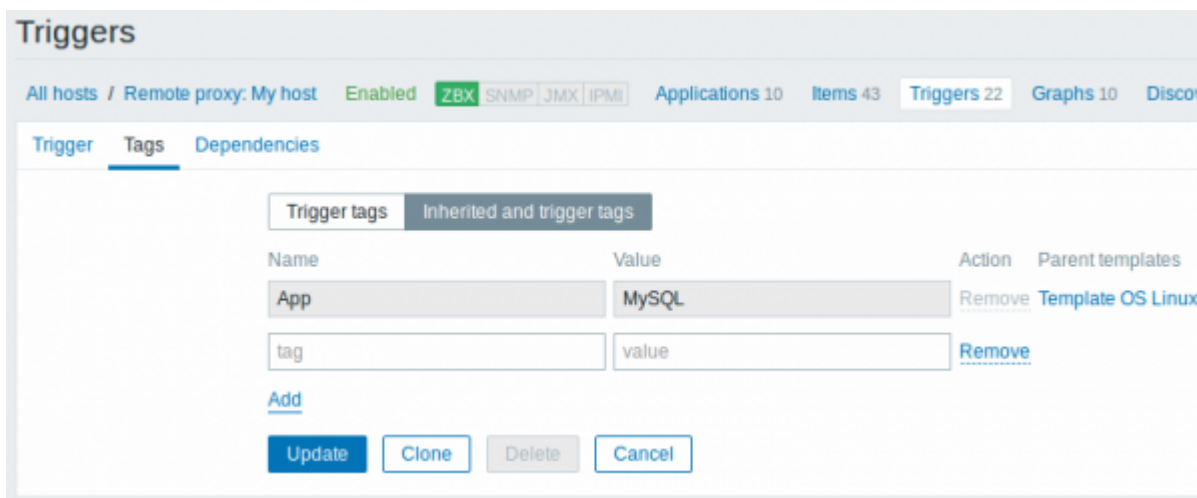 Triggers
All hosts / Remote proxy: My host Enabled ZBX SNMP JMX IPMI Applications 10 Items 43 Triggers 22 Graphs 10 Disco
Trigger Tags Dependencies
Trigger tags Inherited and trigger tags
Name Value Action Parent templates
App MySQL Remove Template OS Linux
tag value Remove
Add
Update Clone Delete Cancel